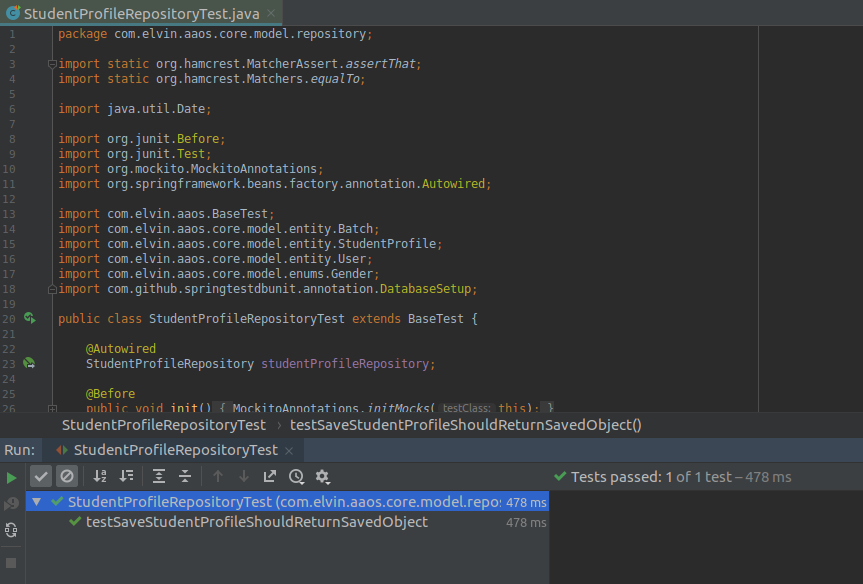 StudentProfileRepositoryTest.java
1 package com.elvin.aaos.core.model.repository;
2
3 import static org.hamcrest.MatcherAssert.assertThat;
4 import static org.hamcrest.Matchers.equalTo;
5
6 import java.util.Date;
7
8 import org.junit.Before;
9 import org.junit.Test;
10 import org.mockito.MockitoAnnotations;
11 import org.springframework.beans.factory.annotation.Autowired;
12
13 import com.elvin.aaos.BaseTest;
14 import com.elvin.aaos.core.model.entity.Batch;
15 import com.elvin.aaos.core.model.entity.StudentProfile;
16 import com.elvin.aaos.core.model.entity.User;
17 import com.elvin.aaos.core.model.enums.Gender;
18 import com.github.springtestdbunit.annotation.DatabaseSetup;
19
20 public class StudentProfileRepositoryTest extends BaseTest {
21
22 @Autowired
23 StudentProfileRepository studentProfileRepository;
24
25 @Before
26 public void init() { MockitoAnnotations.initMocks( testClass: this); }
StudentProfileRepositoryTest › testSaveStudentProfileShouldReturnSavedObject()
Run: StudentProfileRepositoryTest
Tests passed: 1 of 1 test – 478 ms
StudentProfileRepositoryTest (com.elvin.aaos.core.model.repos: 478 ms
testSaveStudentProfileShouldReturnSavedObject 478 ms